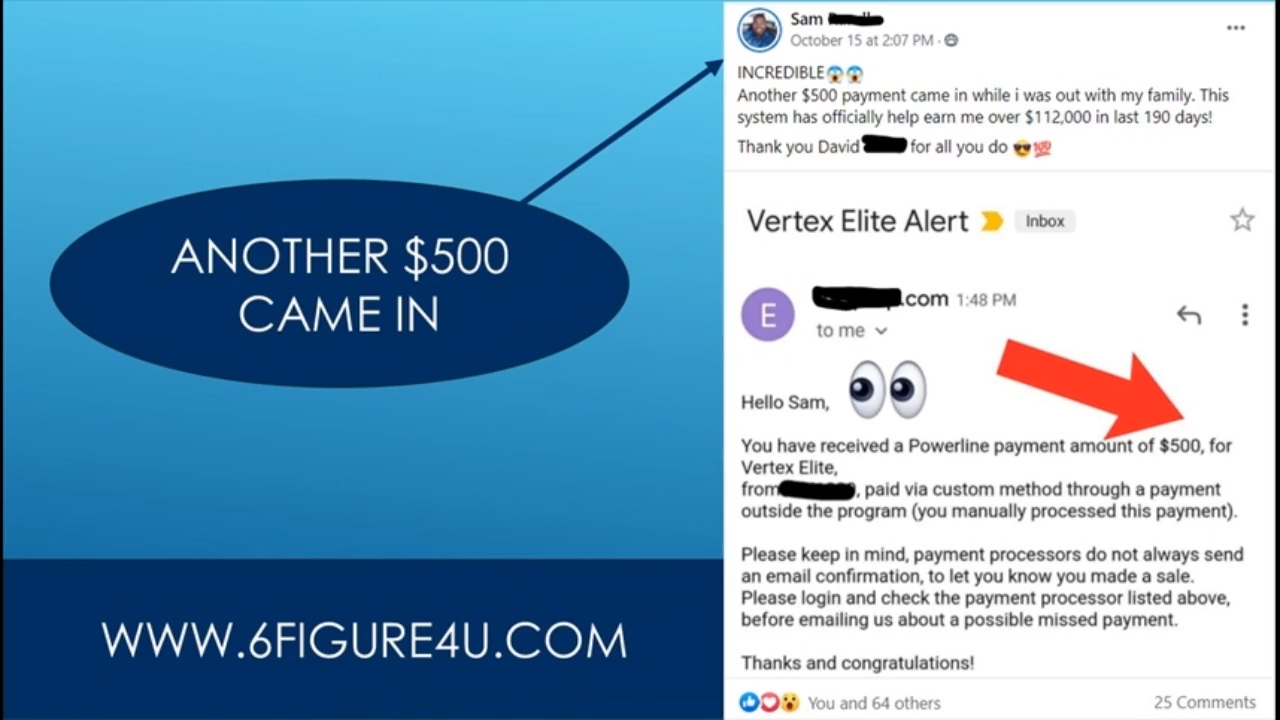 ANOTHER $500
CAME IN
WWW.6FIGURE4U.COM
Sam
October 15 at 2:07 PM ·
INCREDIBLE😱😱
Another $500 payment came in while i was out with my family. This
system has officially help earn me over $112,000 in last 190 days!
Thank you David for all you do 😎💯
Vertex Elite Alert Inbox
E
.com 1:48 PM
to me
Hello Sam,
You have received a Powerline payment amount of $500, for
Vertex Elite,
from , paid via custom method through a payment
outside the program (you manually processed this payment).
Please keep in mind, payment processors do not always send
an email confirmation, to let you know you made a sale.
Please login and check the payment processor listed above,
before emailing us about a possible missed payment.
Thanks and congratulations!
You and 64 others 25 Comments